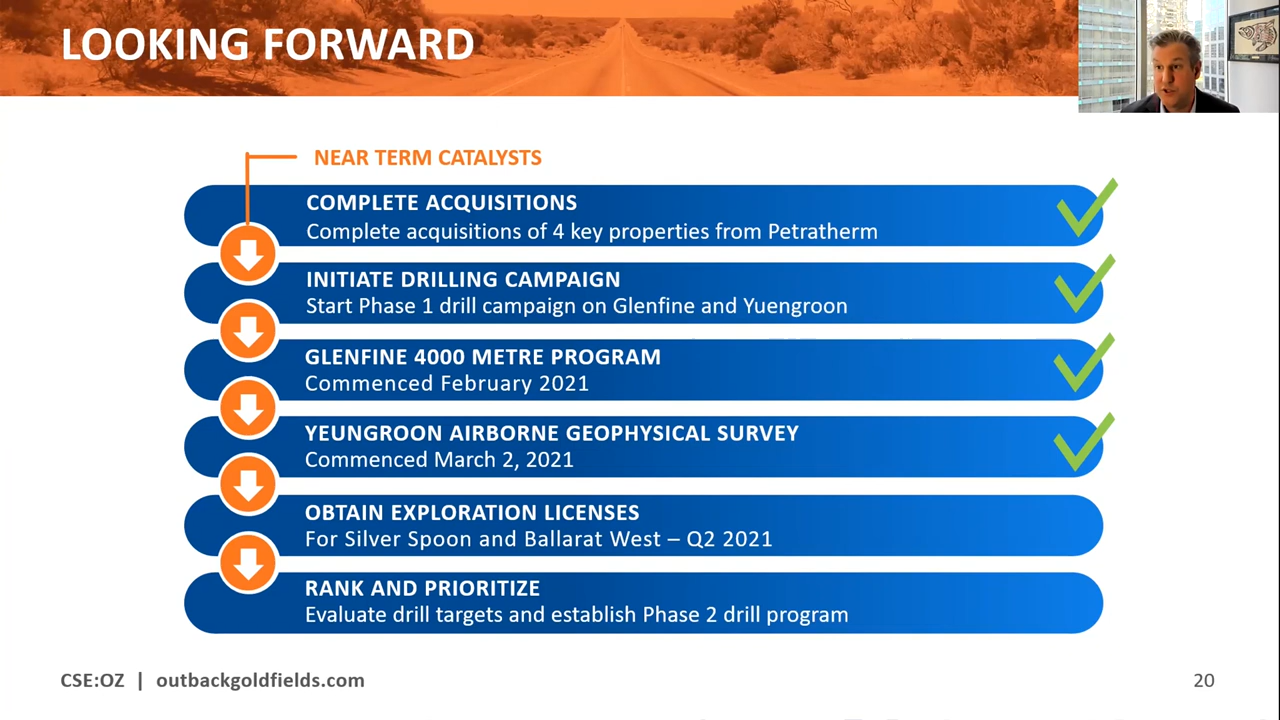 LOOKING FORWARD
NEAR TERM CATALYSTS
COMPLETE ACQUISITIONS
Complete acquisitions of 4 key properties from Petratherm
INITIATE DRILLING CAMPAIGN
Start Phase 1 drill campaign on Glenfine and Yuengroon
GLENFINE 4000 METRE PROGRAM
Commenced February 2021
YEUNGROON AIRBORNE GEOPHYSICAL SURVEY
Commenced March 2, 2021
OBTAIN EXPLORATION LICENSES
For Silver Spoon and Ballarat West – Q2 2021
RANK AND PRIORITIZE
Evaluate drill targets and establish Phase 2 drill program
CSE:OZ | outbackgoldfields.com
20